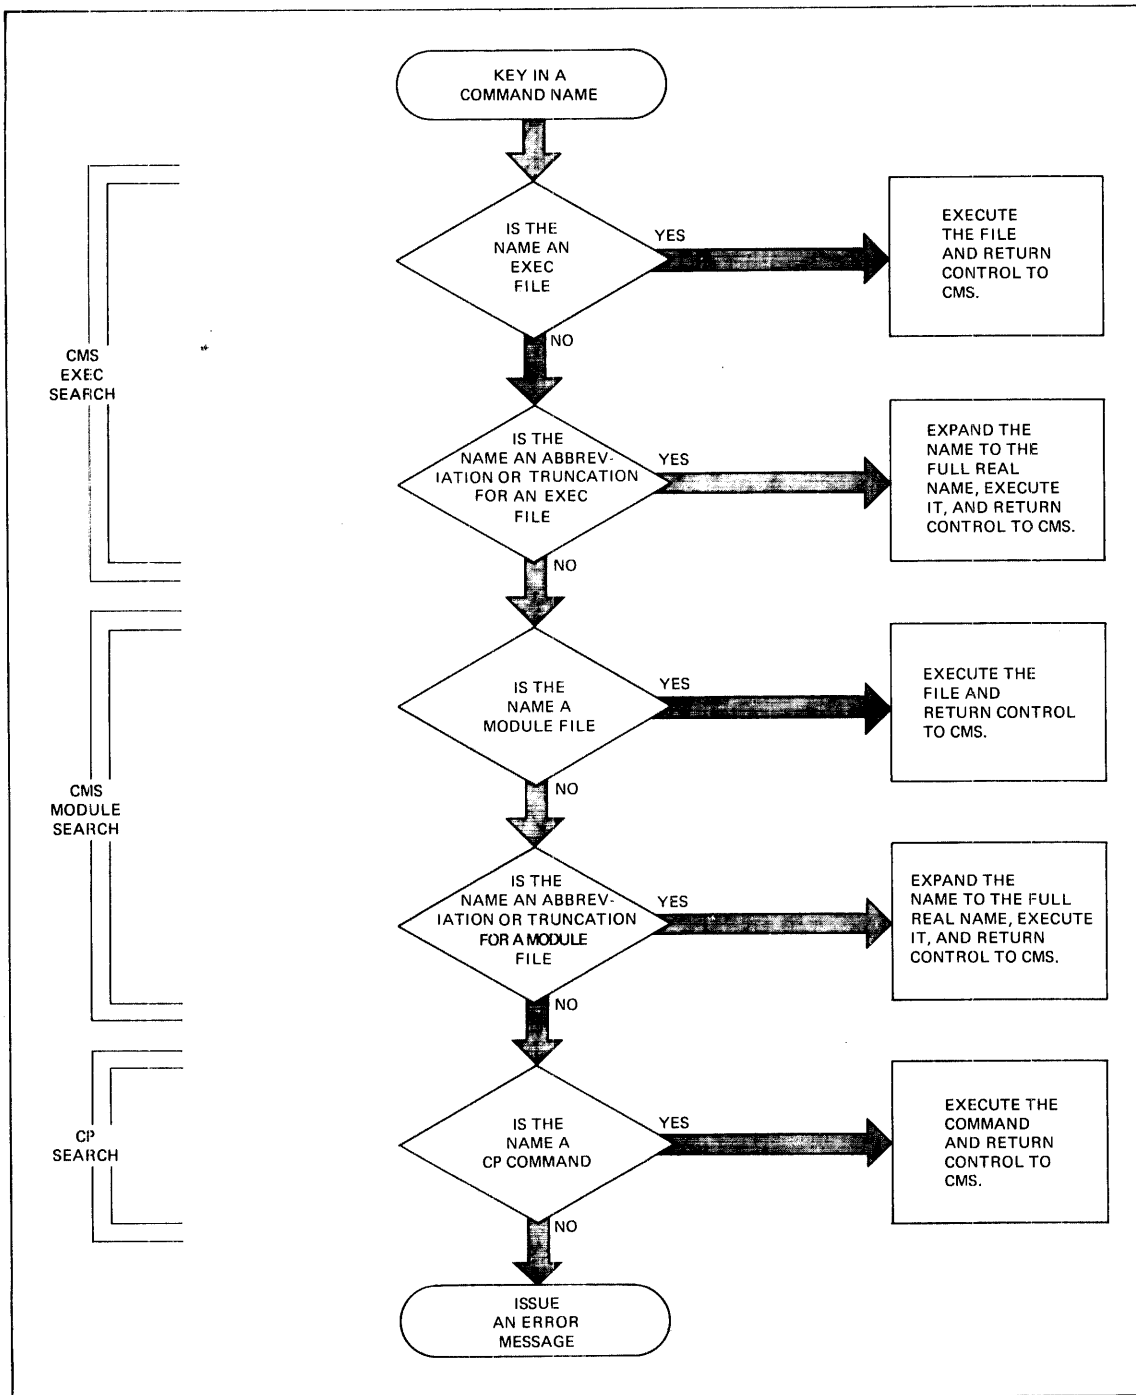 KEY IN A
COMMAND NAME
IS THE
NAME AN
EXEC
FILE
YES
EXECUTE
THE FILE
AND RETURN
CONTROL TO
CMS.
NO
CMS
EXEC
SEARCH
IS THE
NAME AN ABBREV-
IATION OR TRUNCATION
FOR AN EXEC
FILE
YES
EXPAND THE
NAME TO THE
FULL REAL
NAME, EXECUTE
IT, AND RETURN
CONTROL TO CMS.
NO
IS THE
NAME A
MODULE FILE
YES
EXECUTE THE
FILE AND
RETURN CONTROL
TO CMS.
NO
CMS
MODULE
SEARCH
IS THE
NAME AN ABBREV-
IATION OR TRUNCATION
FOR A MODULE
FILE
YES
EXPAND THE
NAME TO THE FULL
REAL NAME, EXECUTE
IT, AND RETURN
CONTROL TO CMS.
NO
CP
SEARCH
IS THE
NAME A
CP COMMAND
YES
EXECUTE THE
COMMAND
AND RETURN
CONTROL TO
CMS.
NO
ISSUE
AN ERROR
MESSAGE